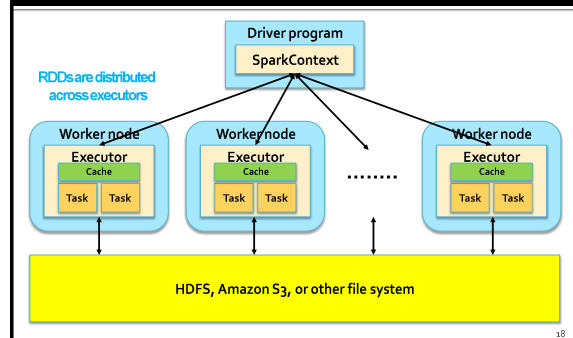 Driver program
SparkContext
RDDs are distributed
across executors
Worker node
Executor
Cache
Task Task
Worker node
Executor
Cache
Task Task
........
Worker node
Executor
Cache
Task Task
HDFS, Amazon S3, or other file system
18